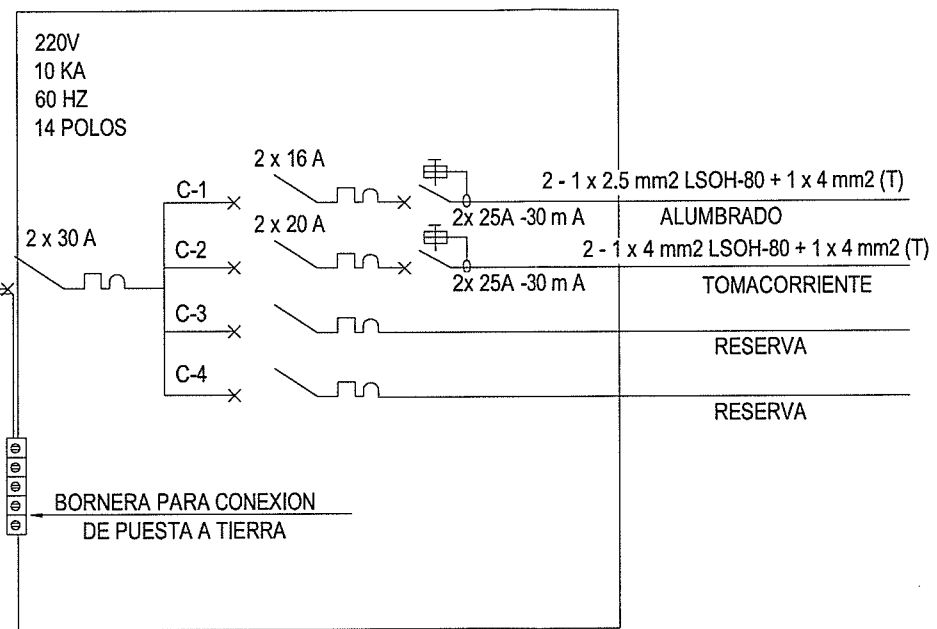 220V
10 KA
60 HZ
14 POLOS
2 x 30 A
C-1
2 x 16 A
2x 25A -30 m A
2 - 1 x 2.5 mm2 LSOH-80 + 1 x 4 mm2 (T)
ALUMBRADO
C-2
2 x 20 A
2x 25A -30 m A
2 - 1 x 4 mm2 LSOH-80 + 1 x 4 mm2 (T)
TOMACORRIENTE
C-3
RESERVA
C-4
RESERVA
BORNERA PARA CONEXION
DE PUESTA A TIERRA